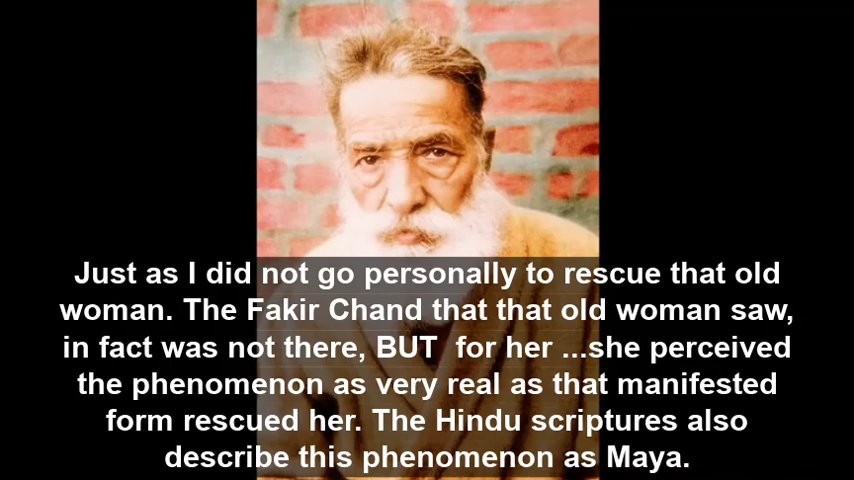 Just as I did not go personally to rescue that old
woman. The Fakir Chand that that old woman saw,
in fact was not there, BUT  for her ...she perceived
the phenomenon as very real as that manifested
form rescued her. The Hindu scriptures also
describe this phenomenon as Maya.